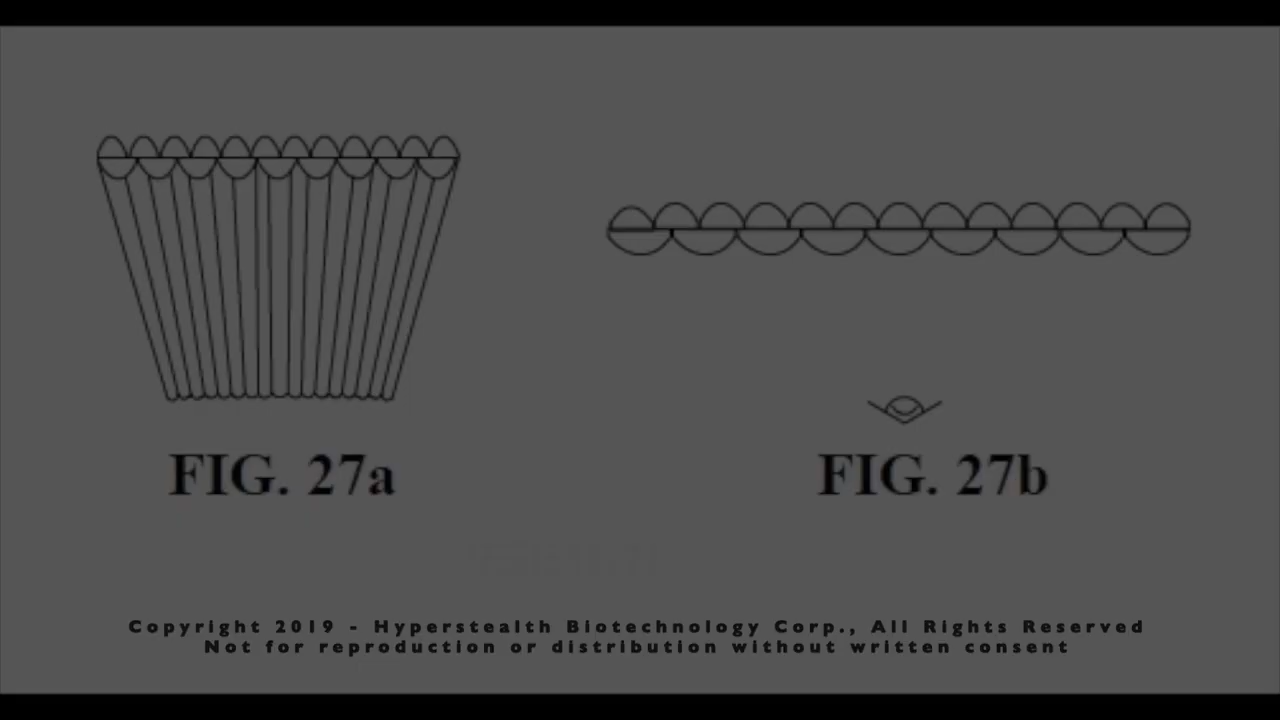 FIG. 27a
FIG. 27b
Copyright 2019 - Hyperstealth Biotechnology Corp., All Rights Reserved
Not for reproduction or distribution without written consent